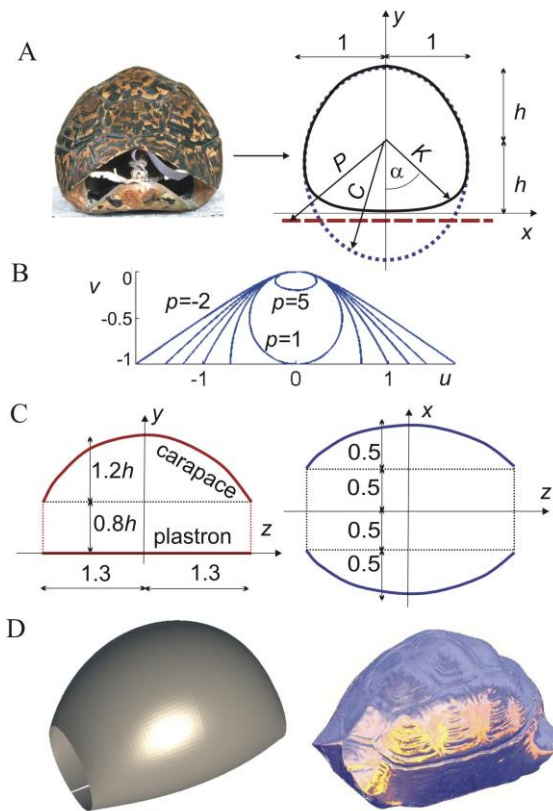 A
y
1
1
h
h
P
C
α
K
x
B
v
0
-0.5
-1
p=-2
p=5
p=1
-1
0
1
u
C
y
1.2h
carapace
0.8h
plastron
z
1.3
1.3
x
0.5
0.5
0.5
0.5
z
D